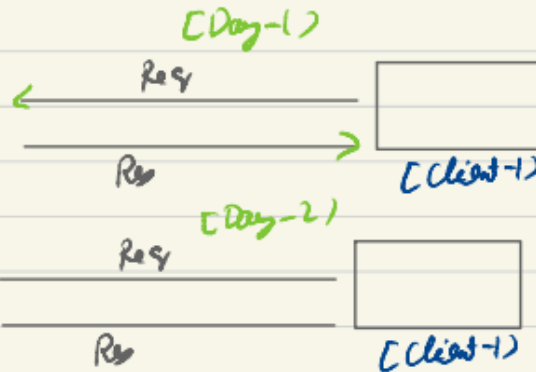 [Day-1)
Req
Res
[Client-1)
[Day-2)
Req
Res
[Client-1)